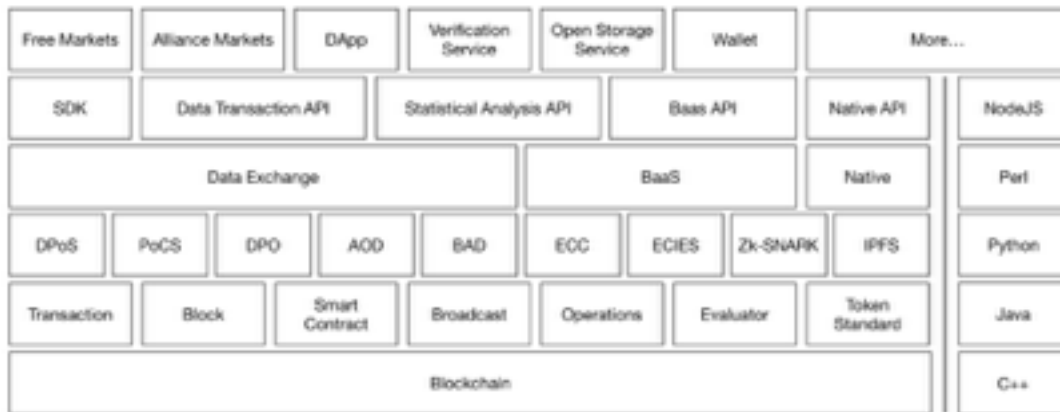 Free Markets
Alliance Markets
DApp
Verification
Service
Open Storage
Service
Wallet
More...
SDK
Data Transaction API
Statistical Analysis API
Baas API
Native API
NodeJS
Data Exchange
BaaS
Native
Perl
DPoS
PoCS
DPO
AOD
BAD
ECC
ECIES
Zk-SNARK
IPFS
Python
Transaction
Block
Smart
Contract
Broadcast
Operations
Evaluator
Token
Standard
Java
Blockchain
C++